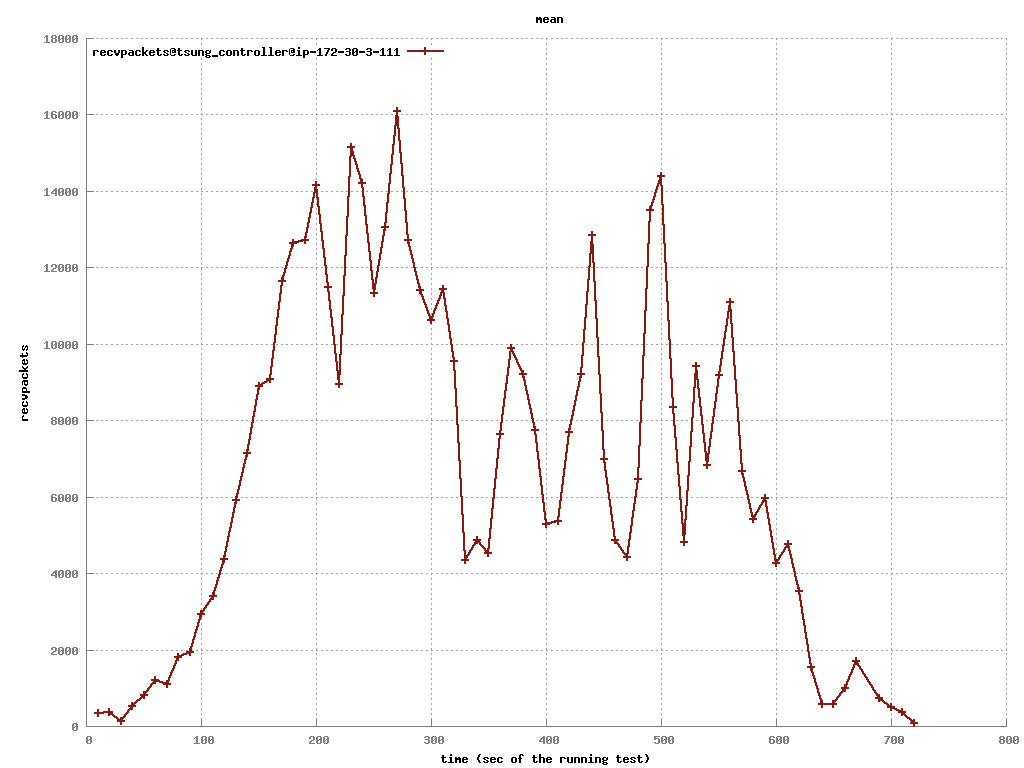 mean
18000
recvpackets@tsung_controller@ip-172-30-3-111
16000
14000
12000
10000
recvpackets
8000
6000
4000
2000
0
0 100 200 300 400 500 600 700 800
time (sec of the running test)